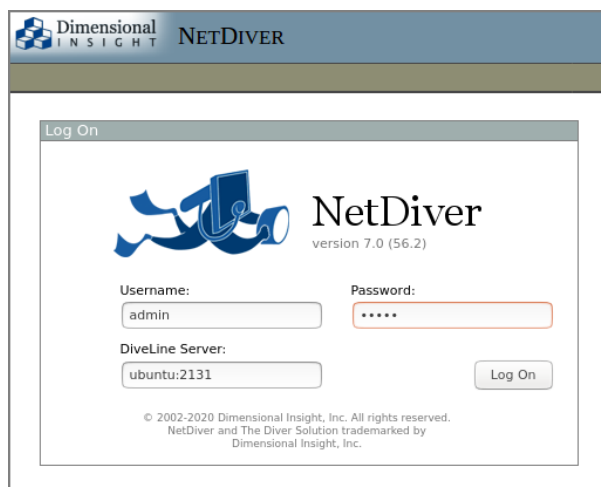 Dimensional
INSIGHT
NETDIVER
Log On
NetDiver
version 7.0 (56.2)
Username:
Password:
admin
•••••
DiveLine Server:
ubuntu:2131
Log On
© 2002-2020 Dimensional Insight, Inc. All rights reserved.
NetDiver and The Diver Solution trademarked by
Dimensional Insight, Inc.